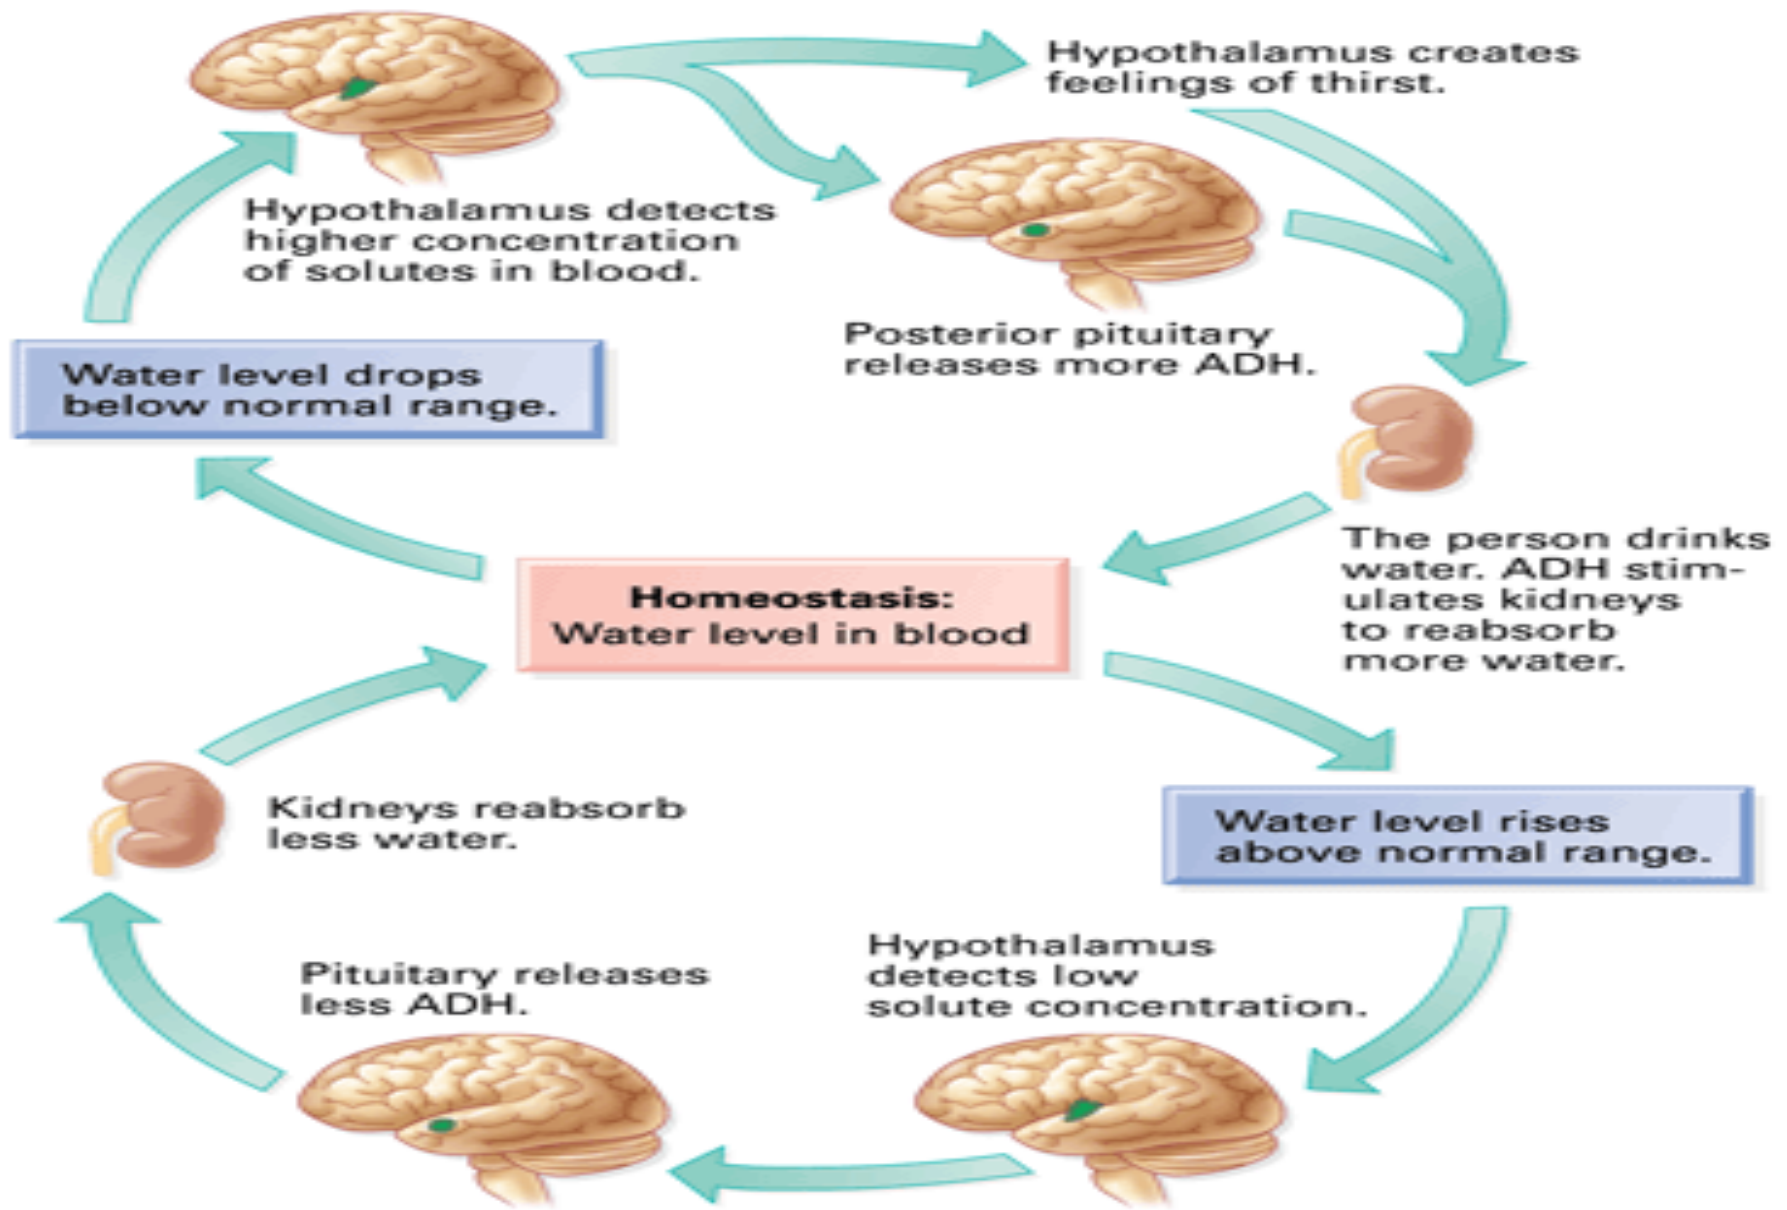 Hypothalamus creates
feelings of thirst.
Hypothalamus detects
higher concentration
of solutes in blood.
Posterior pituitary
releases more ADH.
Water level drops
below normal range.
The person drinks
water. ADH stim-
ulates kidneys
to reabsorb
more water.
Homeostasis:
Water level in blood
Kidneys reabsorb
less water.
Water level rises
above normal range.
Hypothalamus
detects low
solute concentration.
Pituitary releases
less ADH.